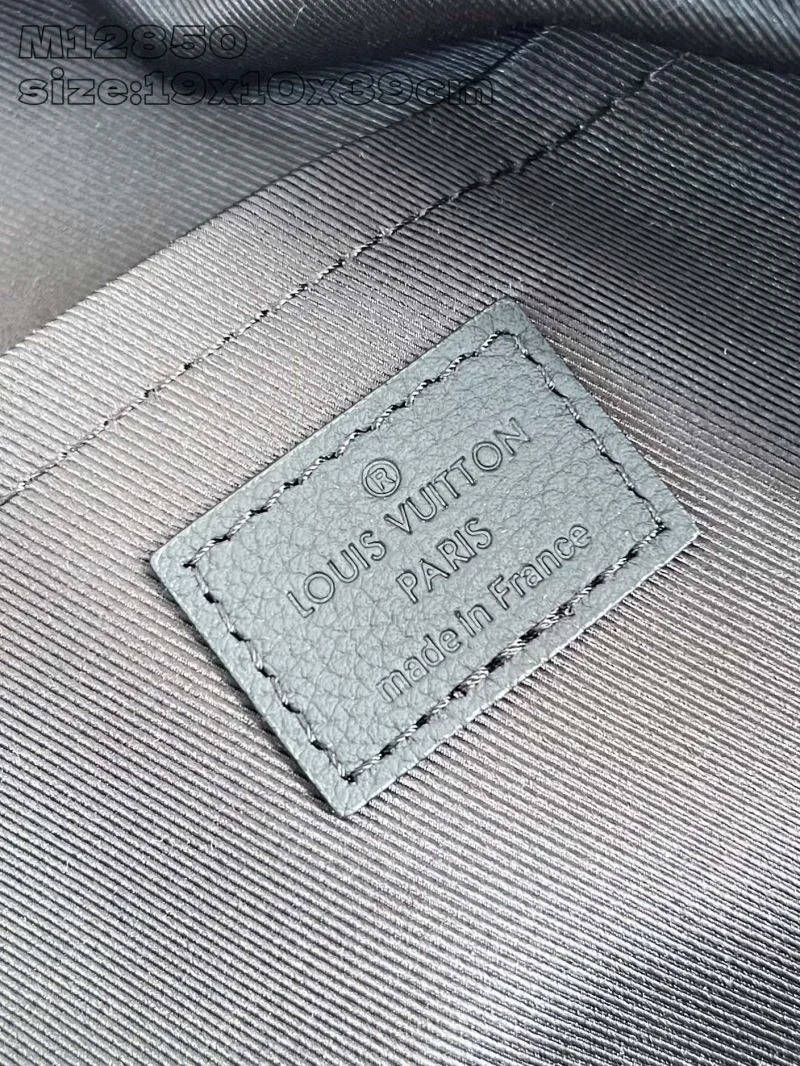 M12850
size:19x10x39cm
®
LOUIS VUITTON
PARIS
made in France